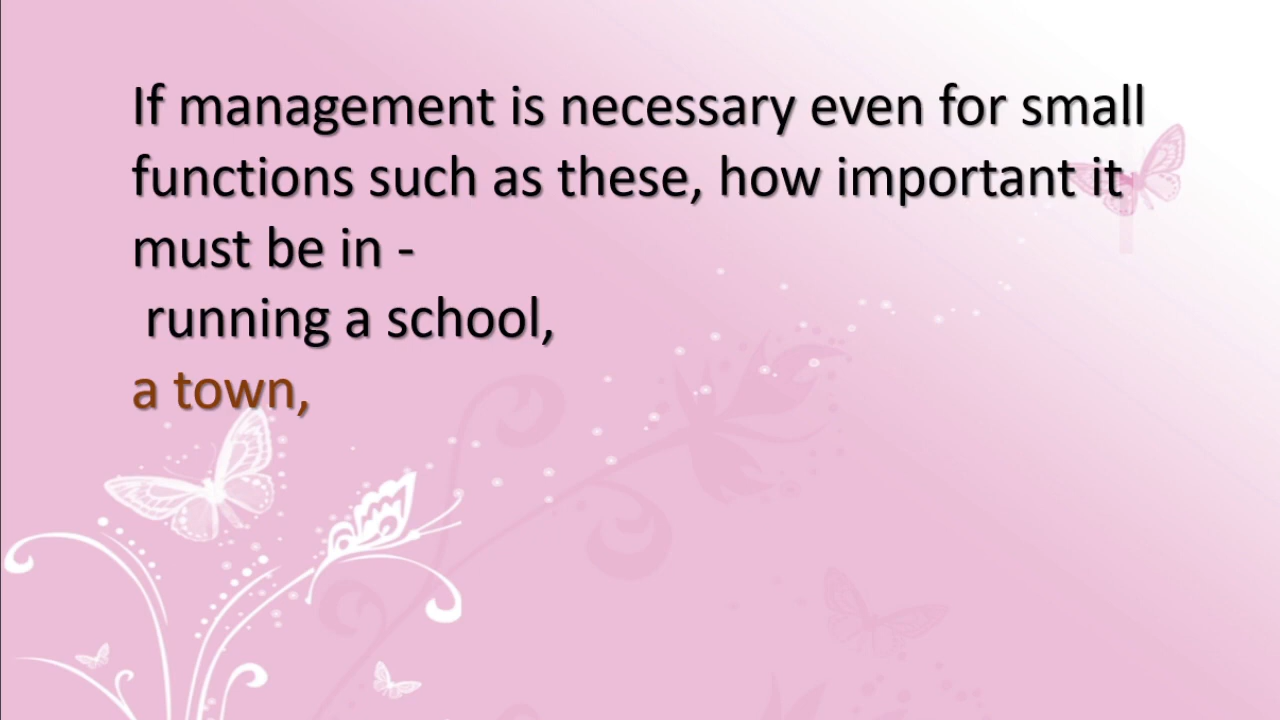 If management is necessary even for small
functions such as these, how important it
must be in -
running a school,
a town,